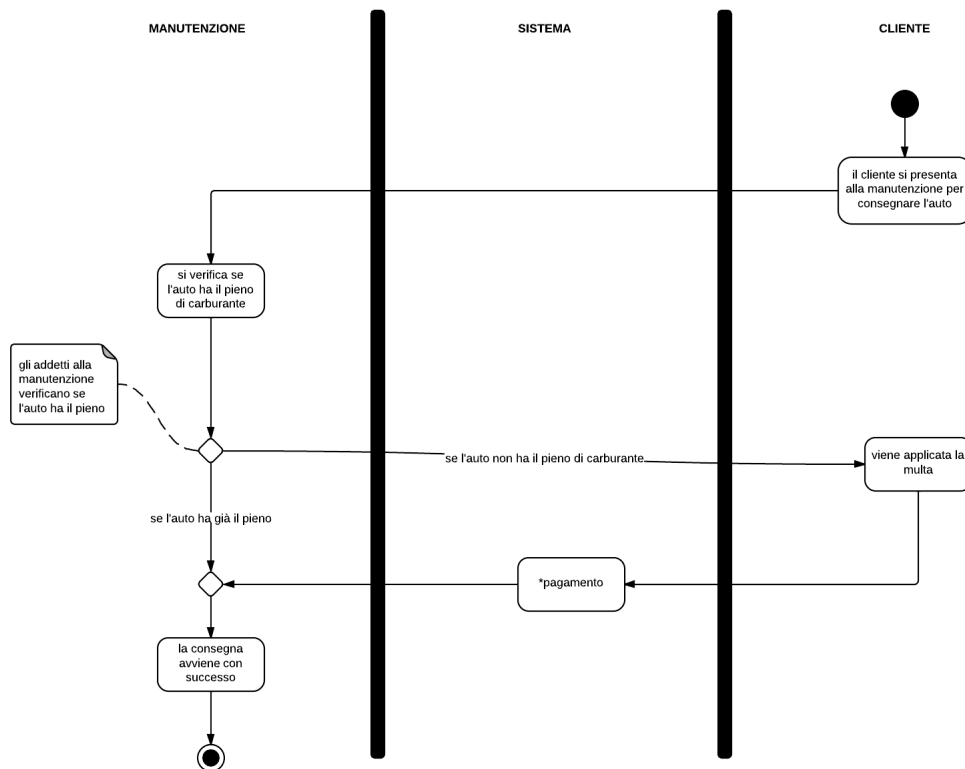 MANUTENZIONE
SISTEMA
CLIENTE
il cliente si presenta
alla manutenzione per
consegnare l'auto
si verifica se
l'auto ha il pieno
di carburante
gli addetti alla
manutenzione
verificano se
l'auto ha il pieno
se l'auto non ha il pieno di carburante
viene applicata la
multa
se l'auto ha già il pieno
*pagamento
la consegna
avviene con
successo